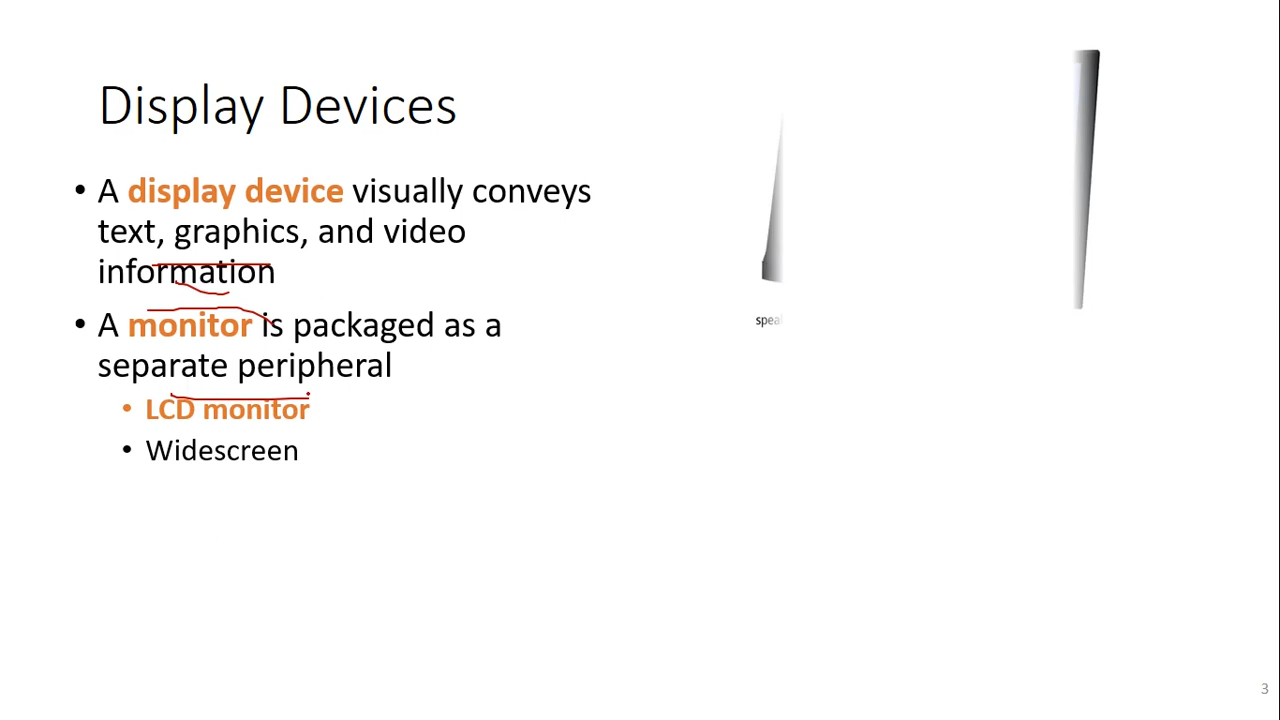 Display Devices
• A display device visually conveys
text, graphics, and video
information
• A monitor is packaged as a
separate peripheral
• LCD monitor
• Widescreen
3